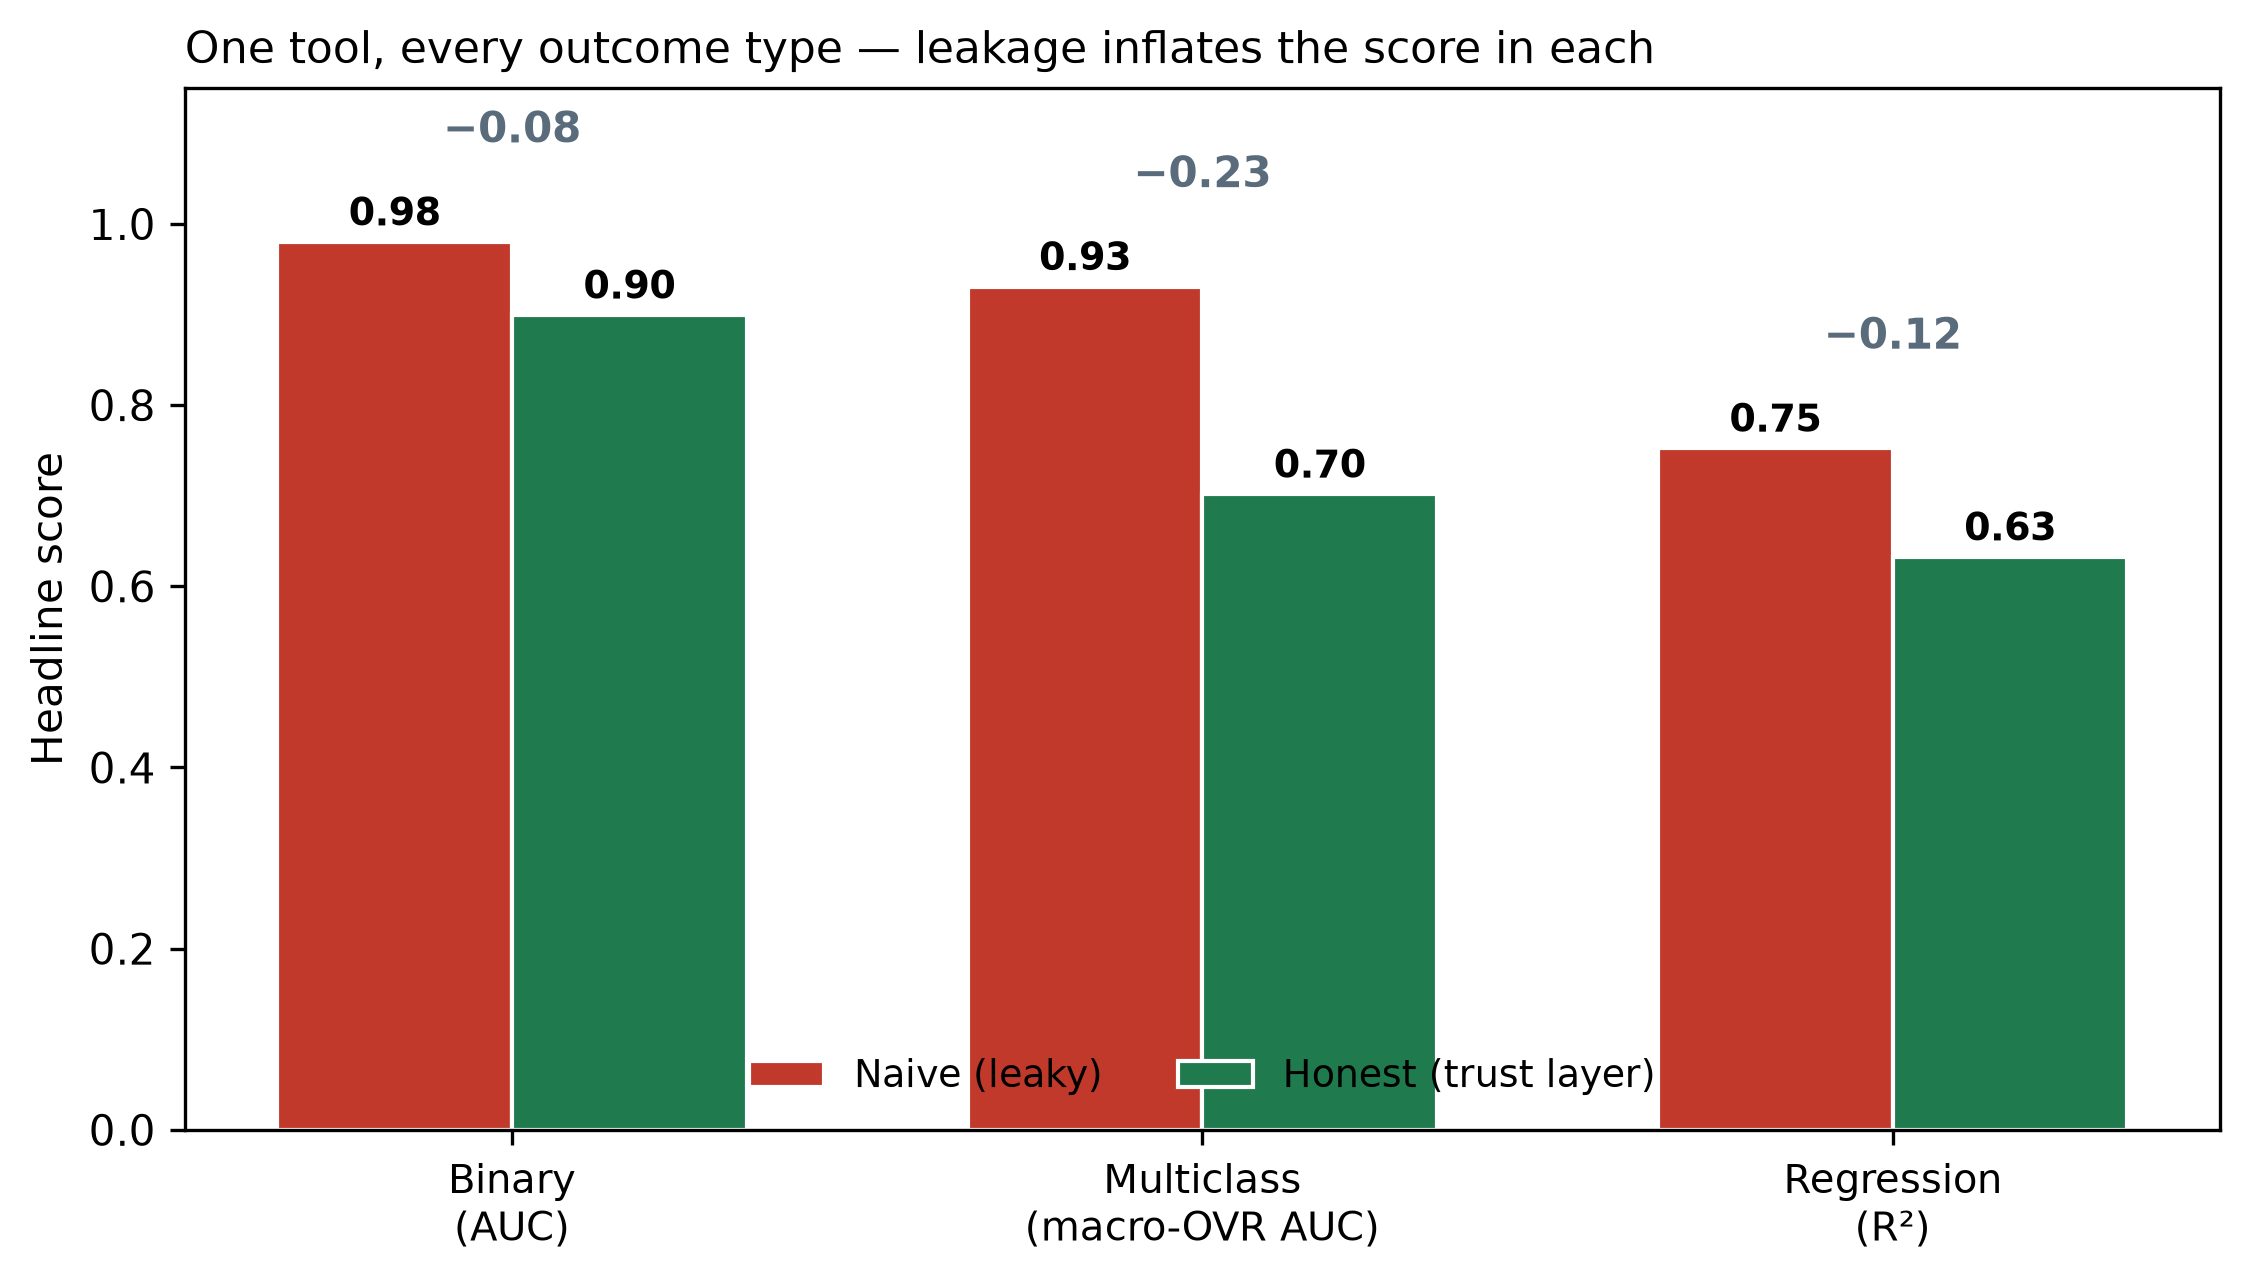 One tool, every outcome type — leakage inflates the score in each
−0.08
−0.23
−0.12
0.98
0.90
0.93
0.70
0.75
0.63
Headline score
1.0
0.8
0.6
0.4
0.2
0.0
Naive (leaky)
Honest (trust layer)
Binary
(AUC)
Multiclass
(macro-OVR AUC)
Regression
(R²)